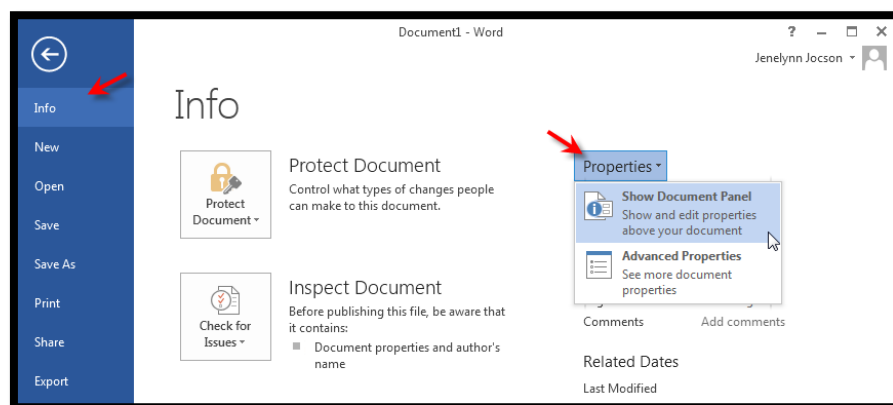 Document1 - Word
?
Jenelynn Jocson
Info
New
Open
Save
Save As
Print
Share
Export
Info
Protect
Document
Protect Document
Control what types of changes people
can make to this document.
Check for
Issues
Inspect Document
Before publishing this file, be aware that
it contains:
Document properties and author's
name
Properties
Show Document Panel
Show and edit properties
above your document
Advanced Properties
See more document
properties
Comments Add comments
Related Dates
Last Modified